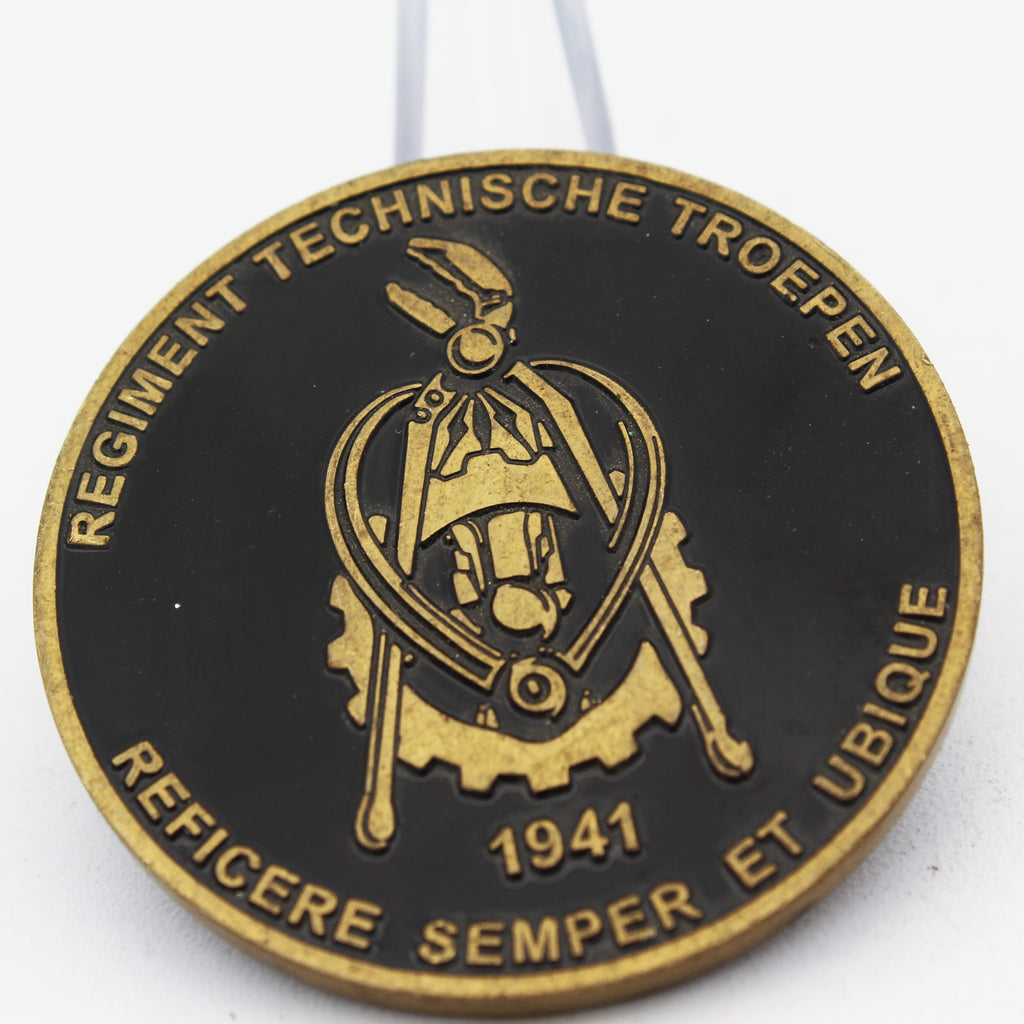 REGIMENT TECHNISCHE TROEPEN
1941
REFICERE SEMPER ET UBIQUE